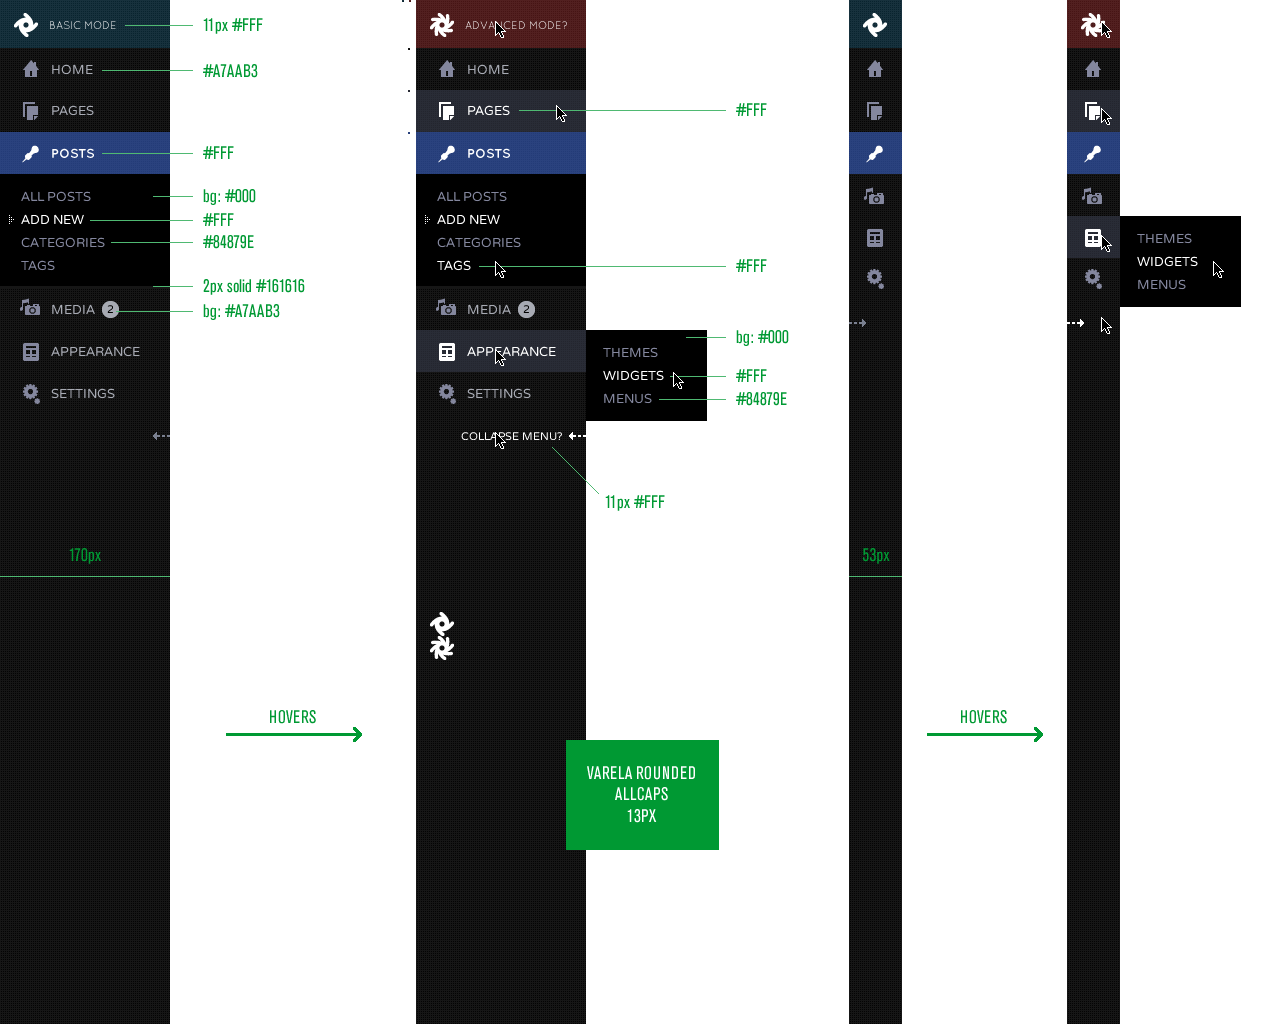 BASIC MODE
11px #FFF
HOME
#A7AAB3
PAGES
POSTS
#FFF
ALL POSTS
bg: #000
ADD NEW
#FFF
CATEGORIES
#84879E
TAGS
2px solid #161616
MEDIA 2
bg: #A7AAB3
APPEARANCE
SETTINGS
170px
HOVERS
ADVANCED MODE?
HOME
PAGES
#FFF
POSTS
ALL POSTS
ADD NEW
CATEGORIES
TAGS
#FFF
MEDIA 2
APPEARANCE
SETTINGS
THEMES
bg: #000
WIDGETS
#FFF
MENUS
#84879E
COLLAPSE MENU?
11px #FFF
VARELA ROUNDED
ALLCAPS
13PX
53px
HOVERS
THEMES
WIDGETS
MENUS